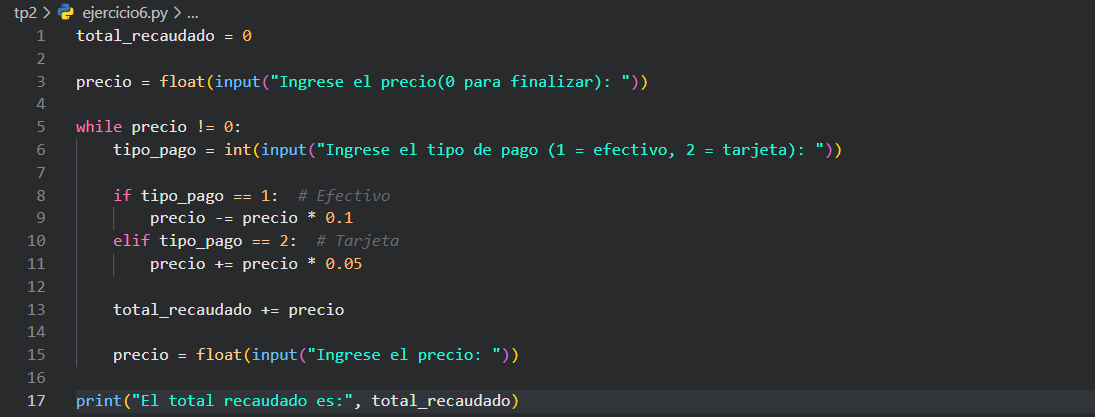 tp2 > ejercicio6.py > ...
1 total_recaudado = 0
2
3 precio = float(input("Ingrese el precio(0 para finalizar): "))
4
5 while precio != 0:
6     tipo_pago = int(input("Ingrese el tipo de pago (1 = efectivo, 2 = tarjeta): "))
7
8     if tipo_pago == 1:  # Efectivo
9         precio -= precio * 0.1
10     elif tipo_pago == 2:  # Tarjeta
11         precio += precio * 0.05
12
13     total_recaudado += precio
14
15     precio = float(input("Ingrese el precio: "))
16
17 print("El total recaudado es:", total_recaudado)